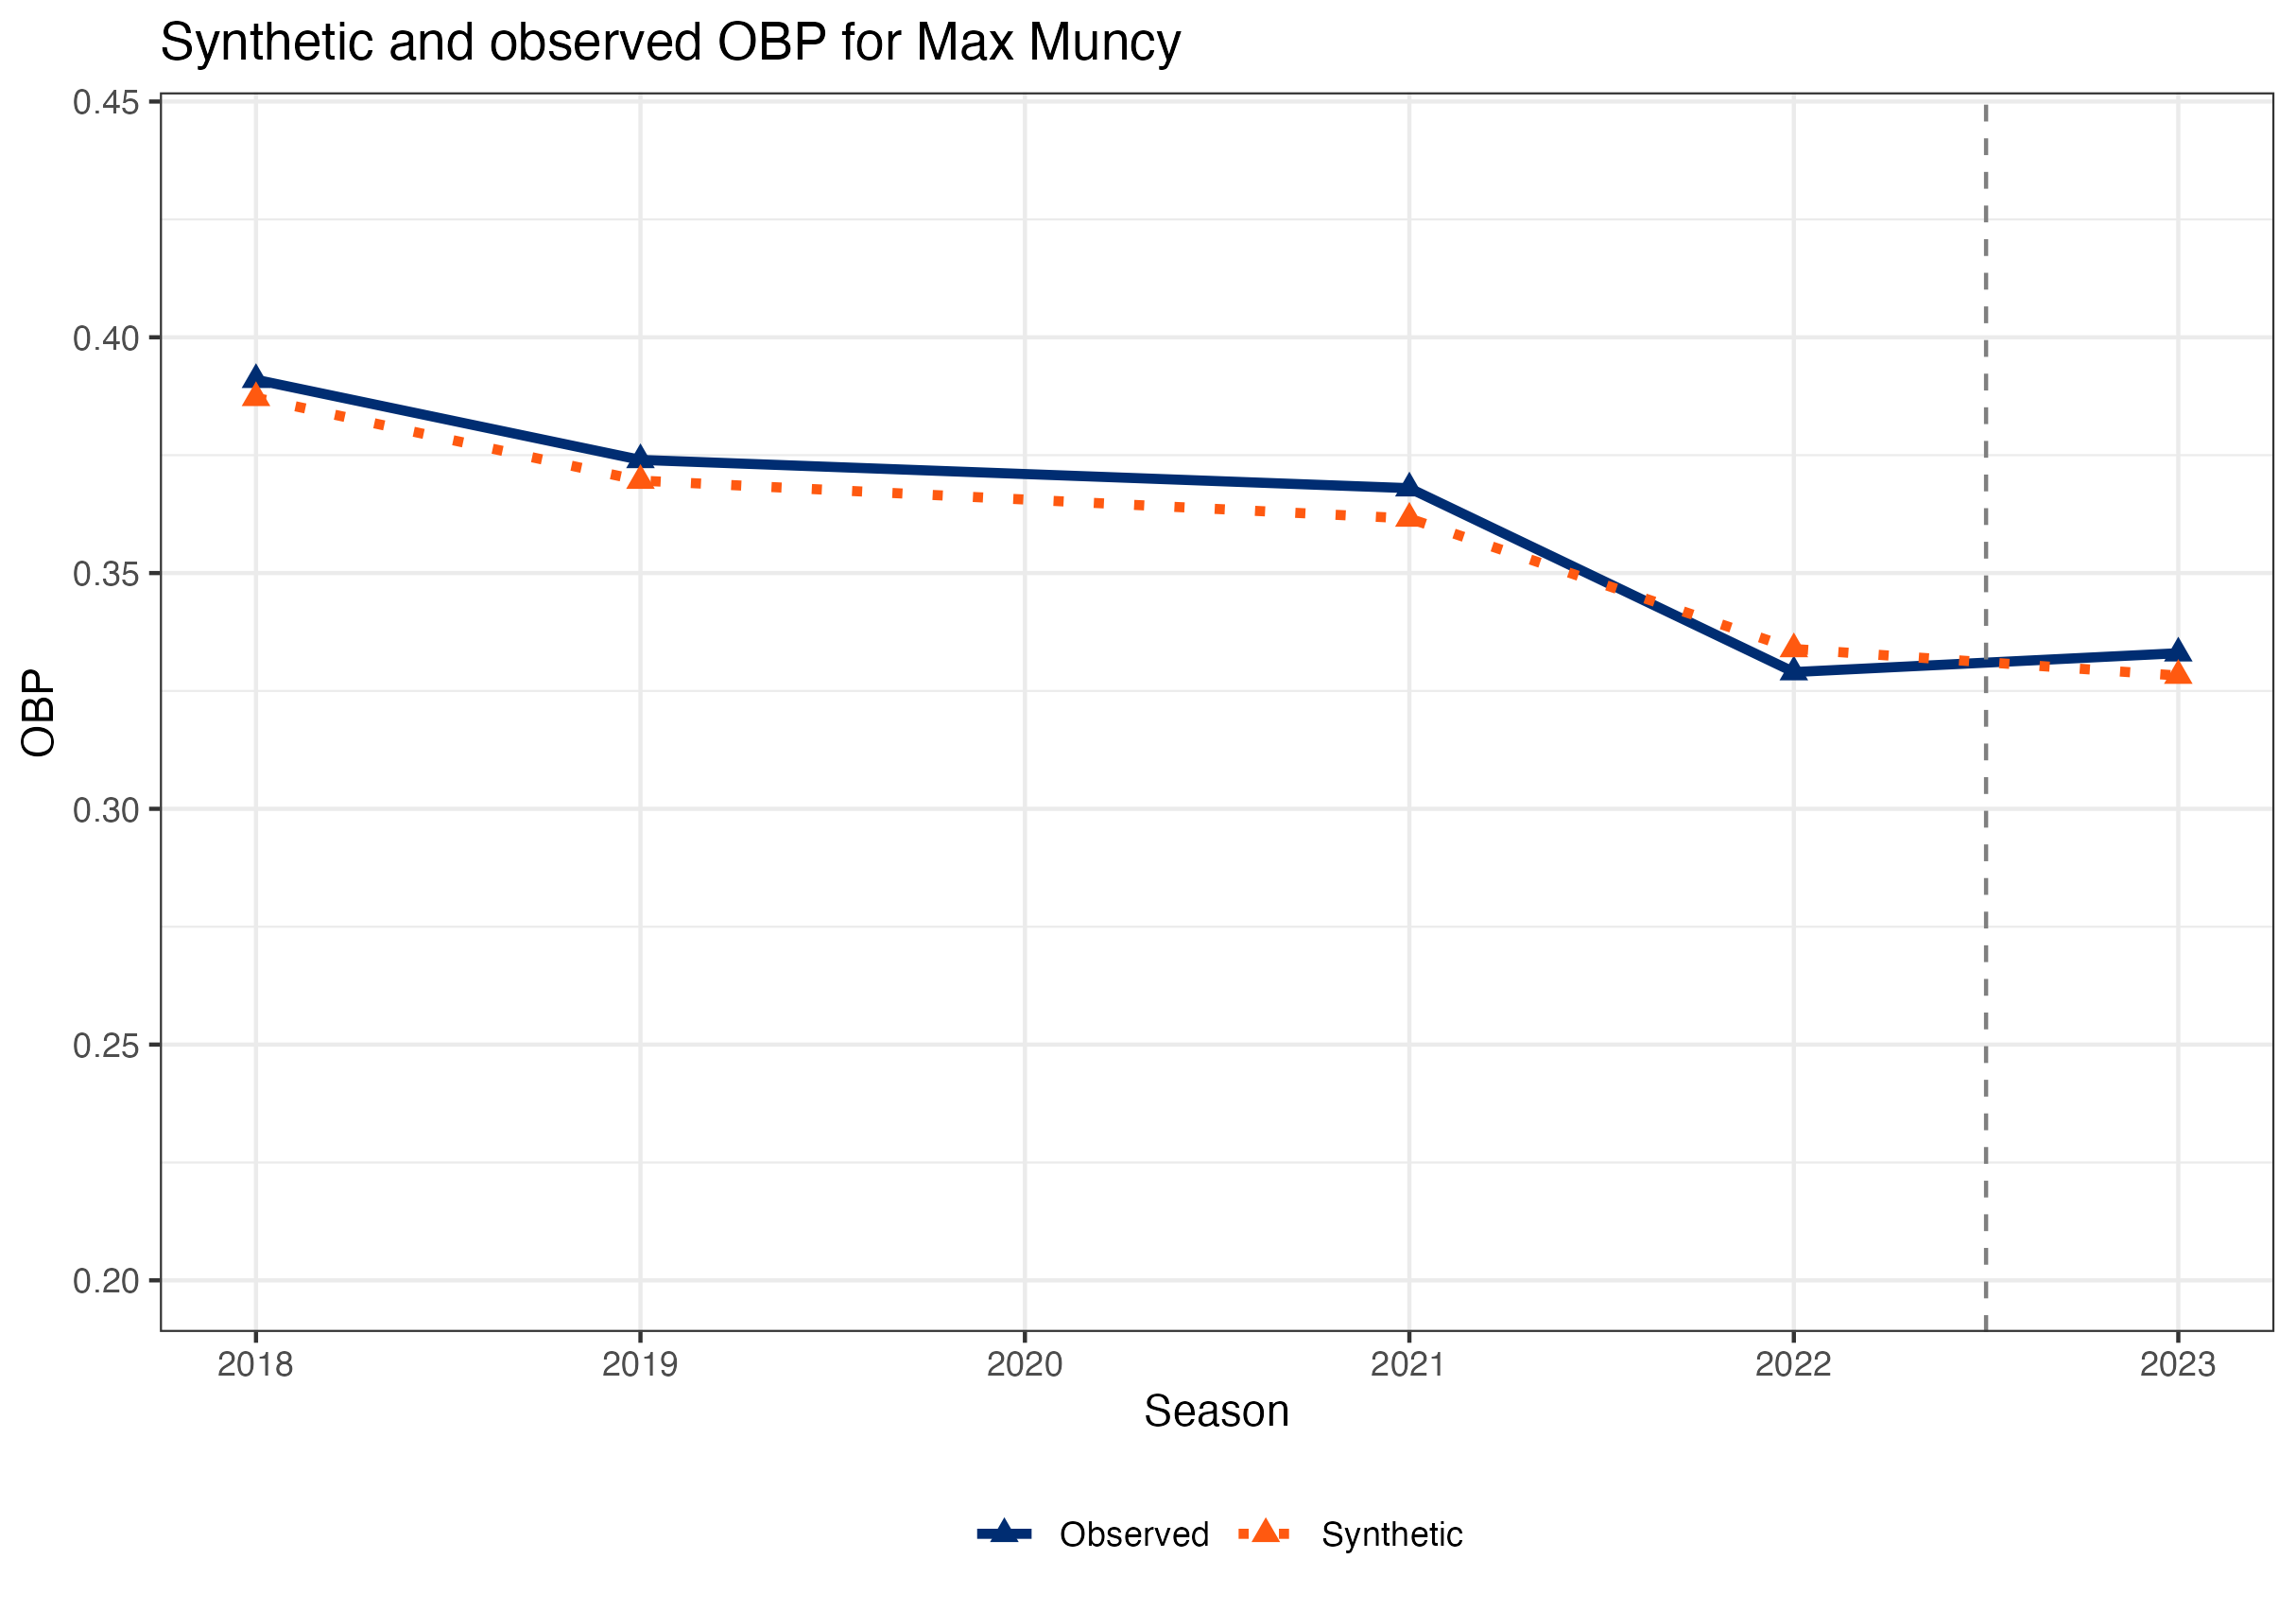 Synthetic and observed OBP for Max Muncy
0.45
0.40
0.35
0.30
0.25
0.20
OBP
2018 2019 2020 2021 2022 2023
Season
Observed Synthetic